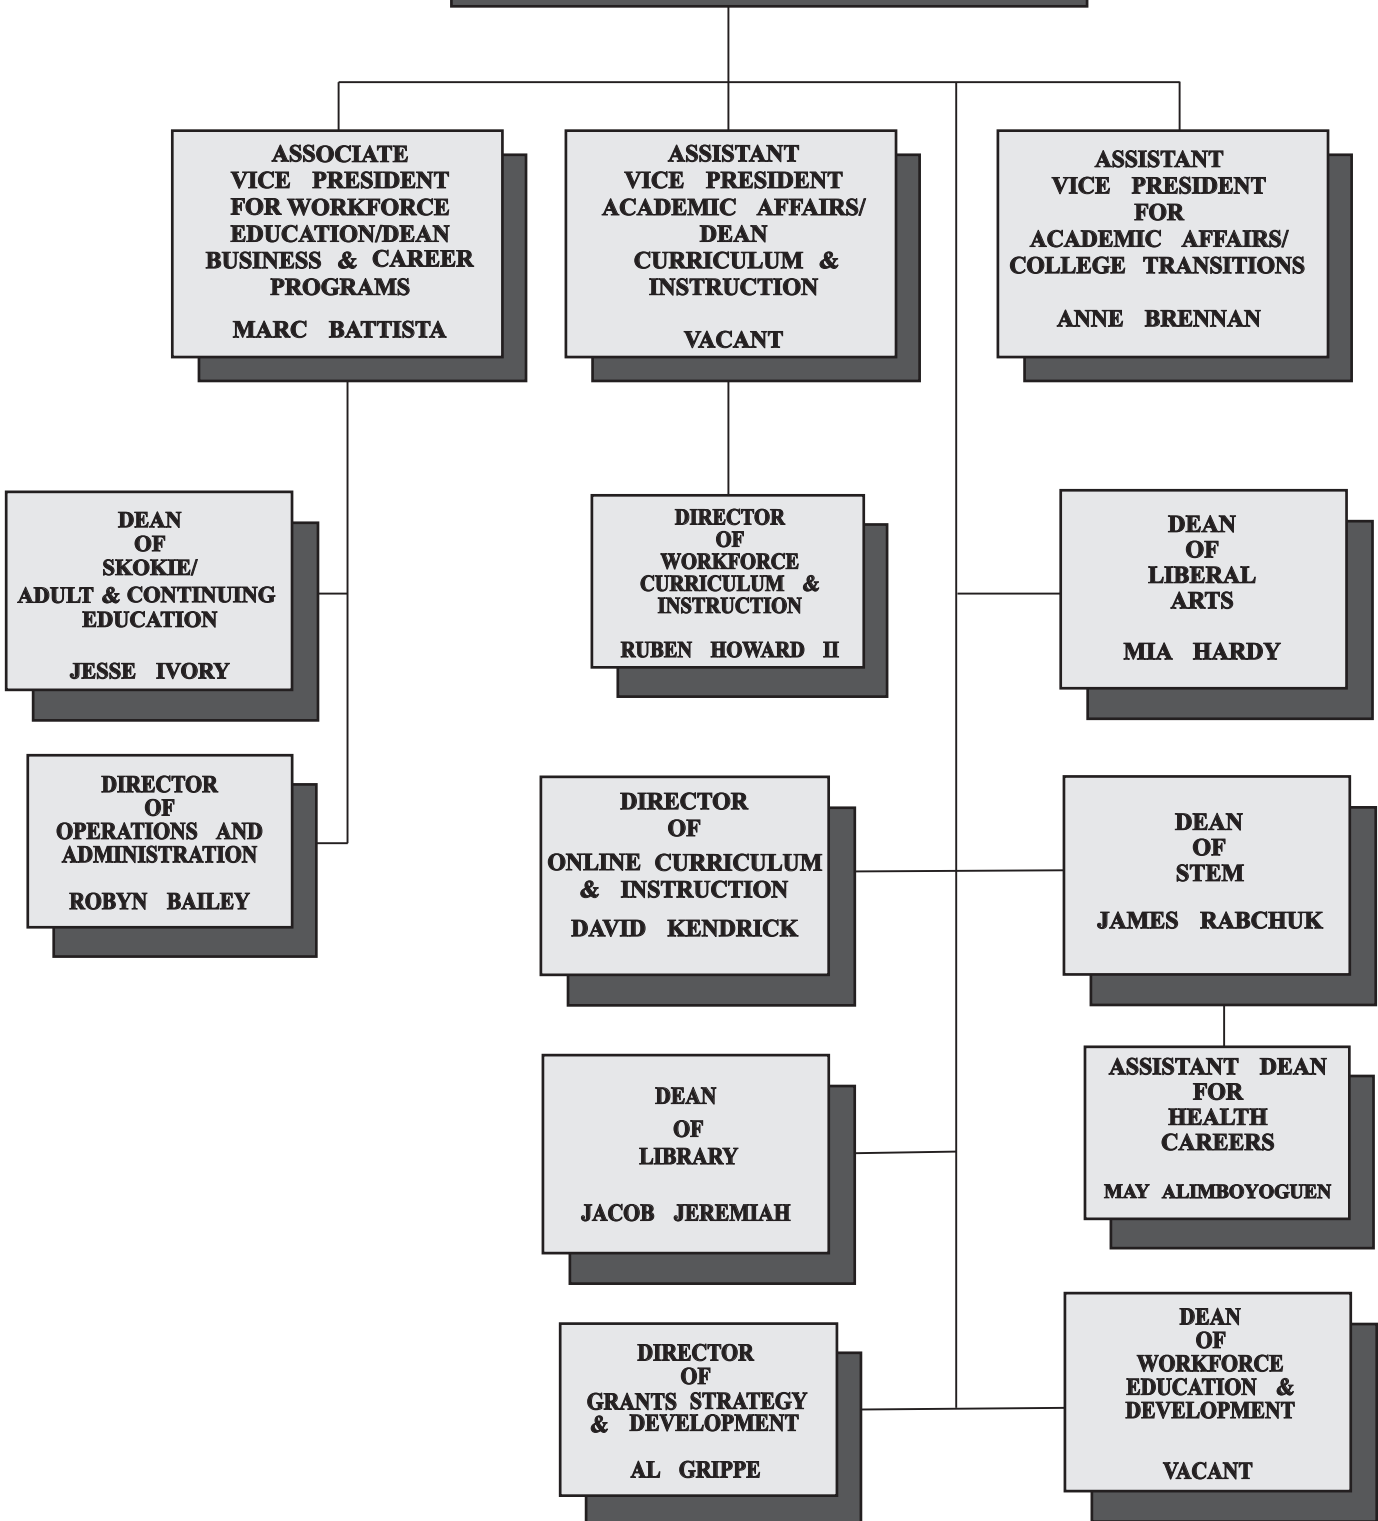 ASSOCIATE
VICE PRESIDENT
FOR WORKFORCE
EDUCATION/DEAN
BUSINESS & CAREER
PROGRAMS
MARC BATTISTA
ASSISTANT
VICE PRESIDENT
ACADEMIC AFFAIRS/
DEAN
CURRICULUM &
INSTRUCTION
VACANT
ASSISTANT
VICE PRESIDENT
FOR
ACADEMIC AFFAIRS/
COLLEGE TRANSITIONS
ANNE BRENNAN
DEAN
OF
SKOKIE/
ADULT & CONTINUING
EDUCATION
JESSE IVORY
DIRECTOR
OF
WORKFORCE
CURRICULUM &
INSTRUCTION
RUBEN HOWARD II
DEAN
OF
LIBERAL
ARTS
MIA HARDY
DIRECTOR
OF
OPERATIONS AND
ADMINISTRATION
ROBYN BAILEY
DIRECTOR
OF
ONLINE CURRICULUM
& INSTRUCTION
DAVID KENDRICK
DEAN
OF
STEM
JAMES RABCHUK
DEAN
OF
LIBRARY
JACOB JEREMIAH
ASSISTANT DEAN
FOR
HEALTH
CAREERS
MAY ALIMBOYOGUEN
DIRECTOR
OF
GRANTS STRATEGY
& DEVELOPMENT
AL GRIPPE
DEAN
OF
WORKFORCE
EDUCATION &
DEVELOPMENT
VACANT